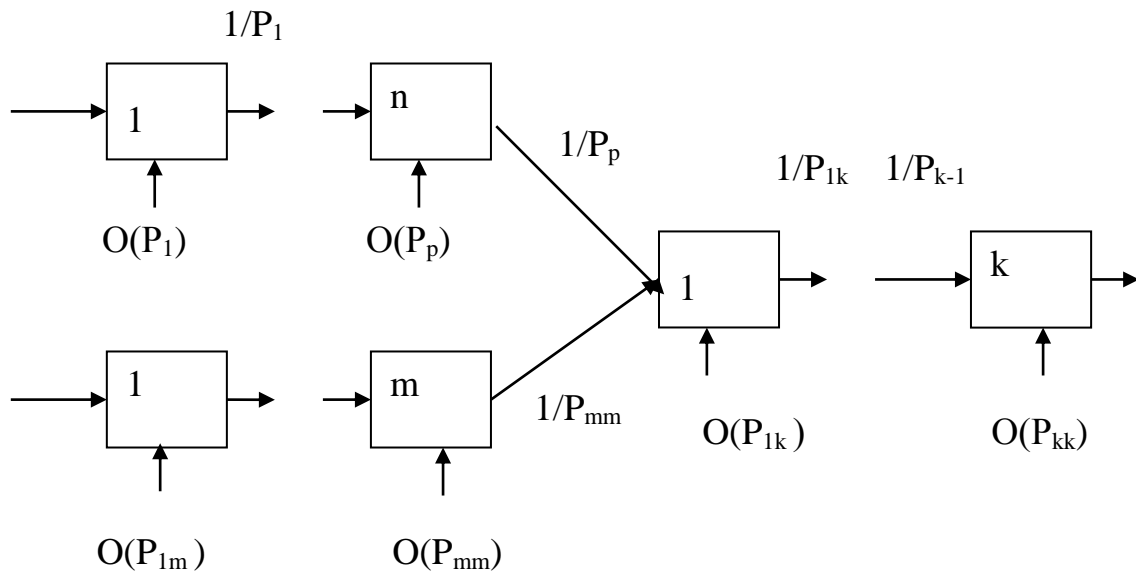 1/P₁
1 n
1/Pₚ
1/P₁ₖ 1/Pₖ₋₁
O(P₁) O(Pₚ)
1 k
1 m
1/Pₘₘ
O(P₁ₖ ) O(Pₖₖ)
O(P₁ₘ) O(Pₘₘ)